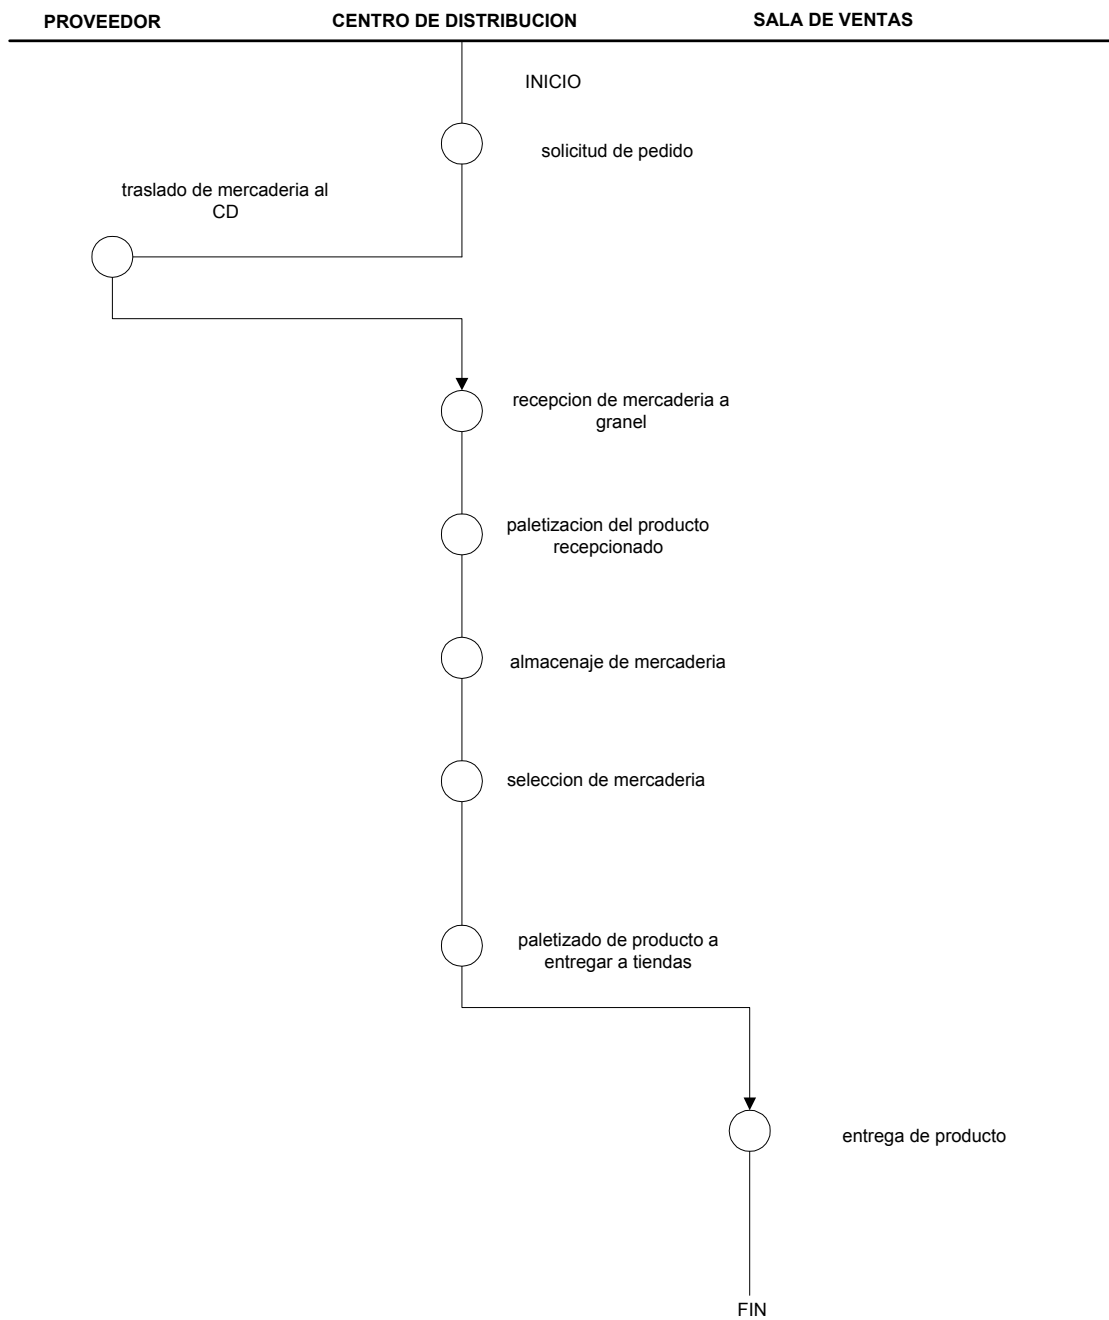 PROVEEDOR
CENTRO DE DISTRIBUCION
SALA DE VENTAS
INICIO
solicitud de pedido
traslado de mercaderia al
CD
recepcion de mercaderia a
granel
paletizacion del producto
recepcionado
almacenaje de mercaderia
seleccion de mercaderia
paletizado de producto a
entregar a tiendas
entrega de producto
FIN